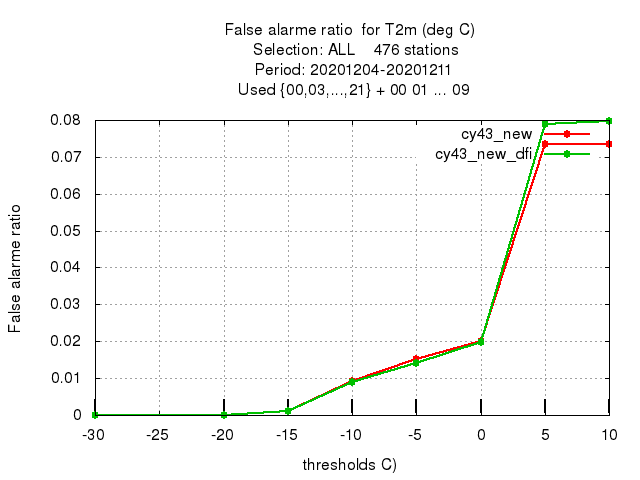 False alarme ratio  for T2m (deg C)
Selection: ALL    476 stations
Period: 20201204-20201211
Used {00,03,...,21} + 00 01 ... 09
cy43_new
cy43_new_dfi
0.08
0.07
0.06
0.05
0.04
0.03
0.02
0.01
0
False alarme ratio
-30 -25 -20 -15 -10 -5 0 5 10
thresholds C)